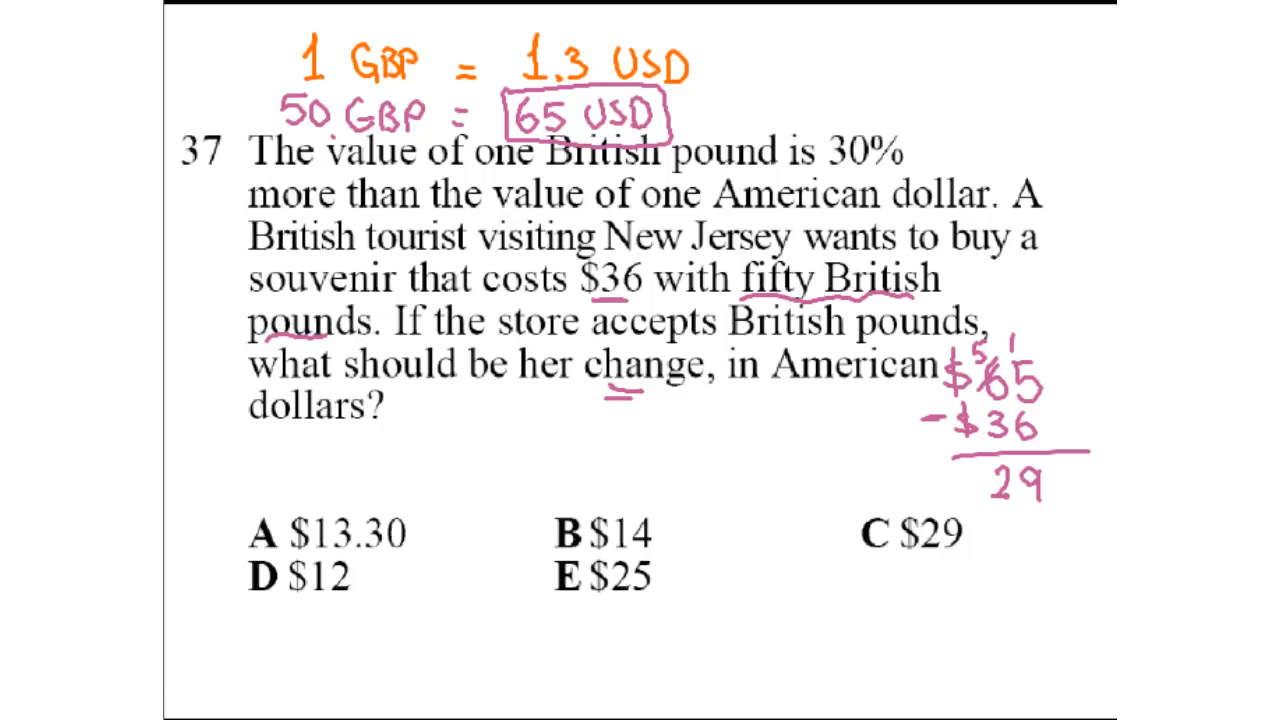 1 GBP = 1.3 USD
50 GBP = 65 USD
37 The value of one British pound is 30%
more than the value of one American dollar. A
British tourist visiting New Jersey wants to buy a
souvenir that costs $36 with fifty British
pounds. If the store accepts British pounds,
what should be her change, in American
dollars?
5 1
$65
- $36
29
A $13.30 B $14 C $29
D $12 E $25